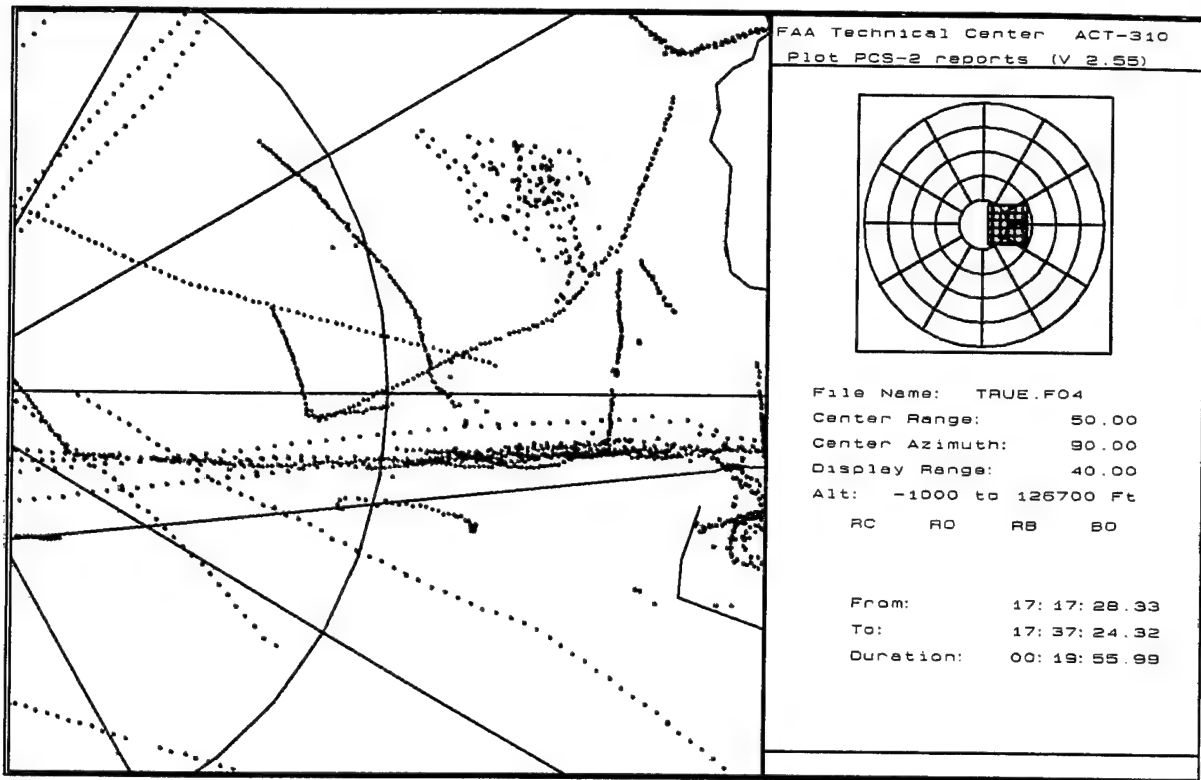 FAA Technical Center ACT-310
Plot PCS-2 reports (V 2.55)
File Name: TRUE.F04
Center Range: 50.00
Center Azimuth: 90.00
Display Range: 40.00
Alt: -1000 to 126700 Ft
RC RO RB BO
From: 17:17:28.33
To: 17:37:24.32
Duration: 00:19:55.99